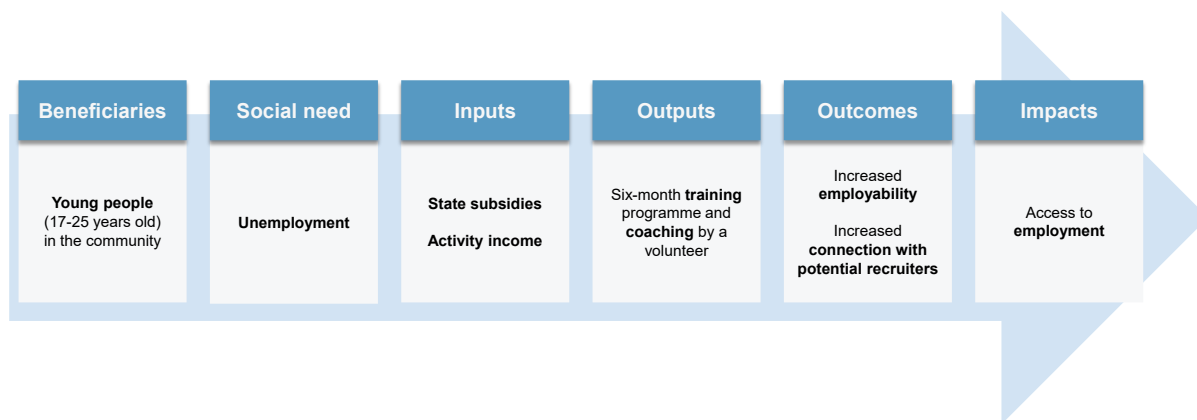 Beneficiaries
Young people
(17-25 years old)
in the community
Social need
Unemployment
Inputs
State subsidies
Activity income
Outputs
Six-month training
programme and
coaching by a
volunteer
Outcomes
Increased
employability
Increased
connection with
potential recruiters
Impacts
Access to
employment